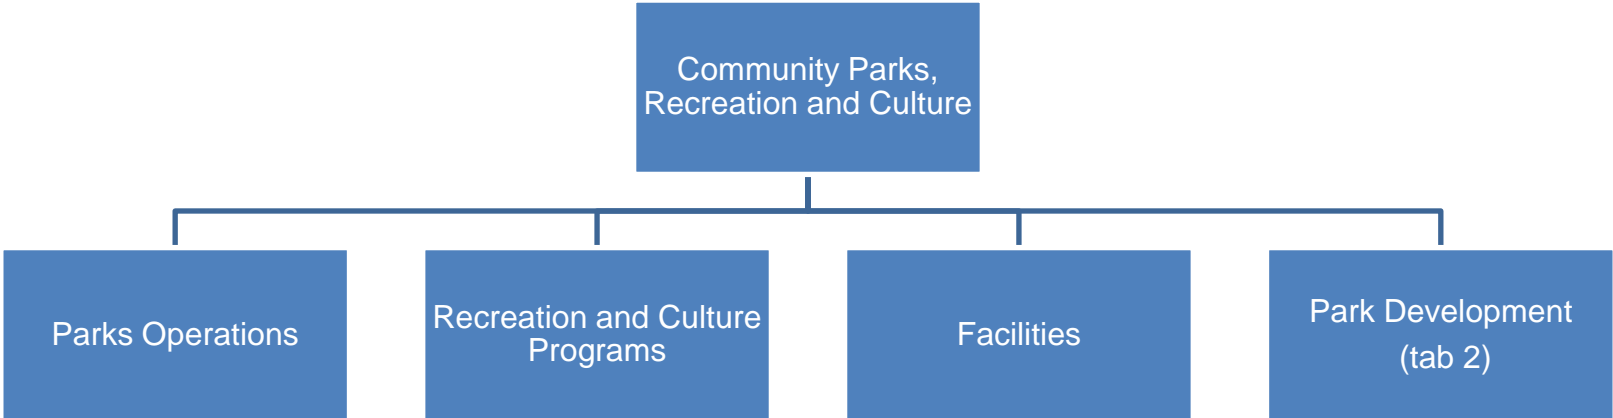 Community Parks,
Recreation and Culture
Parks Operations
Recreation and Culture
Programs
Facilities
Park Development
(tab 2)